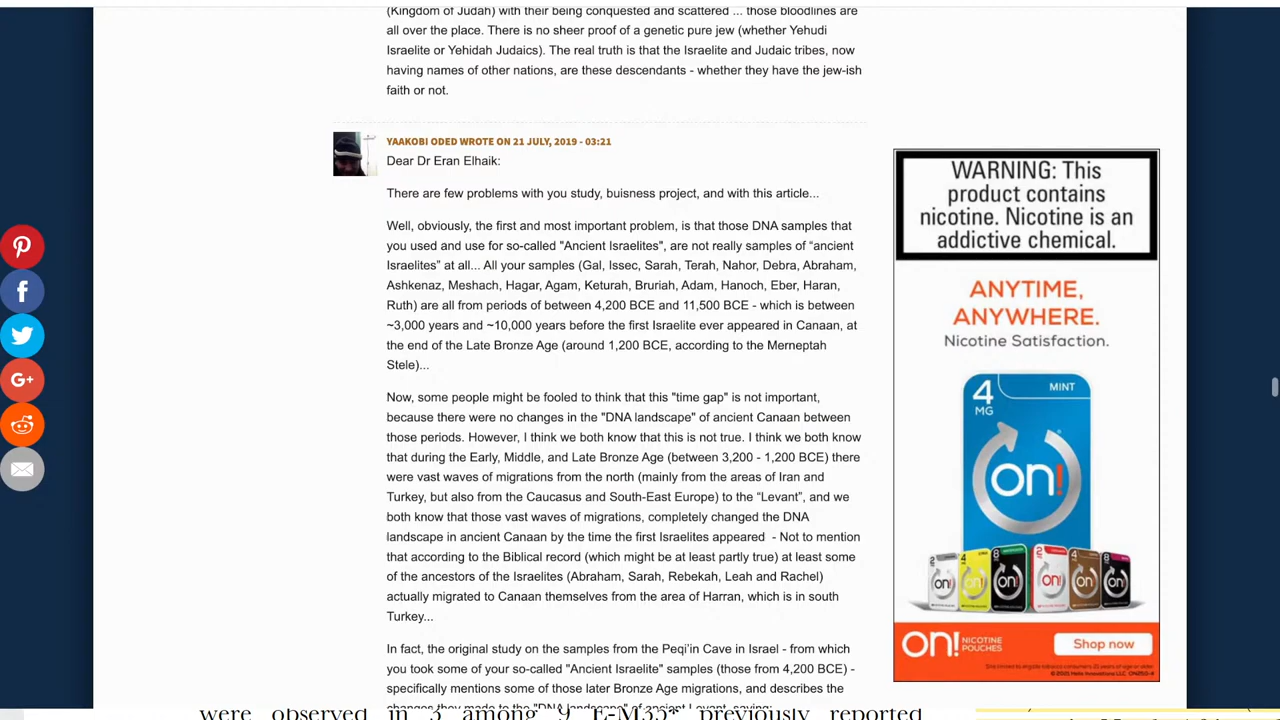 (Kingdom of Judah) with their being conquested and scattered ... those bloodlines are
all over the place. There is no sheer proof of a genetic pure jew (whether Yehudi
Israelite or Yehidah Judaics). The real truth is that the Israelite and Judaic tribes, now
having names of other nations, are these descendants - whether they have the jew-ish
faith or not.
YAAKOBI ODED WROTE ON 21 JULY, 2019 - 03:21
Dear Dr Eran Elhaik:
There are few problems with you study, buisness project, and with this article...
Well, obviously, the first and most important problem, is that those DNA samples that
you used and use for so-called "Ancient Israelites", are not really samples of “ancient
Israelites” at all... All your samples (Gal, Issec, Sarah, Terah, Nahor, Debra, Abraham,
Ashkenaz, Meshach, Hagar, Agam, Keturah, Bruriah, Adam, Hanoch, Eber, Haran,
Ruth) are all from periods of between 4,200 BCE and 11,500 BCE - which is between
~3,000 years and ~10,000 years before the first Israelite ever appeared in Canaan, at
the end of the Late Bronze Age (around 1,200 BCE, according to the Merneptah
Stele)...
Now, some people might be fooled to think that this "time gap" is not important,
because there were no changes in the "DNA landscape" of ancient Canaan between
those periods. However, I think we both know that this is not true. I think we both know
that during the Early, Middle, and Late Bronze Age (between 3,200 - 1,200 BCE) there
were vast waves of migrations from the north (mainly from the areas of Iran and
Turkey, but also from the Caucasus and South-East Europe) to the “Levant”, and we
both know that those vast waves of migrations, completely changed the DNA
landscape in ancient Canaan by the time the first Israelites appeared - Not to mention
that according to the Biblical record (which might be at least partly true) at least some
of the ancestors of the Israelites (Abraham, Sarah, Rebekah, Leah and Rachel)
actually migrated to Canaan themselves from the area of Harran, which is in south
Turkey...
In fact, the original study on the samples from the Peqi’in Cave in Israel - from which
you took some of your so-called "Ancient Israelite" samples (those from 4,200 BCE) -
specifically mentions some of those later Bronze Age migrations, and describes the
WARNING: This
product contains
nicotine. Nicotine is an
addictive chemical.
ANYTIME,
ANYWHERE.
Nicotine Satisfaction.
4
MG
MINT
on!
on! NICOTINE
POUCHES
Shop now
were observed in 3 ancient E-M35 previously reported